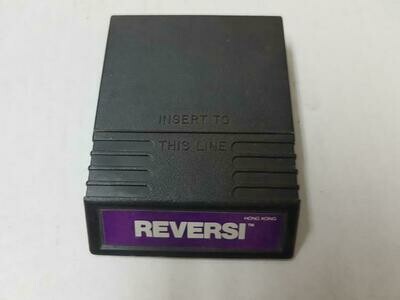 INSERT TO
THIS LINE
HONG KONG
REVERSI™